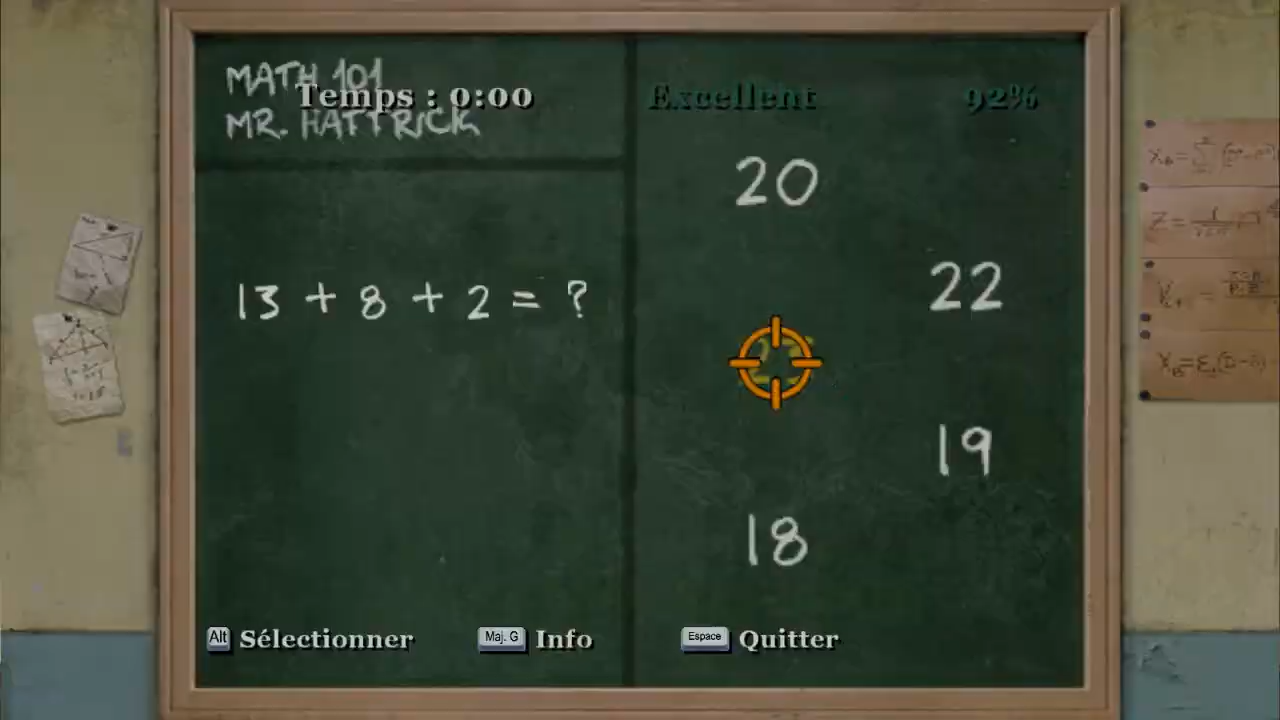 MATH 101
Temps : 0:00
MR. HATTRICK
Excellent 92%
20
22
13 + 8 + 2 = ?
19
18
Alt Sélectionner Maj. G Info Espace Quitter